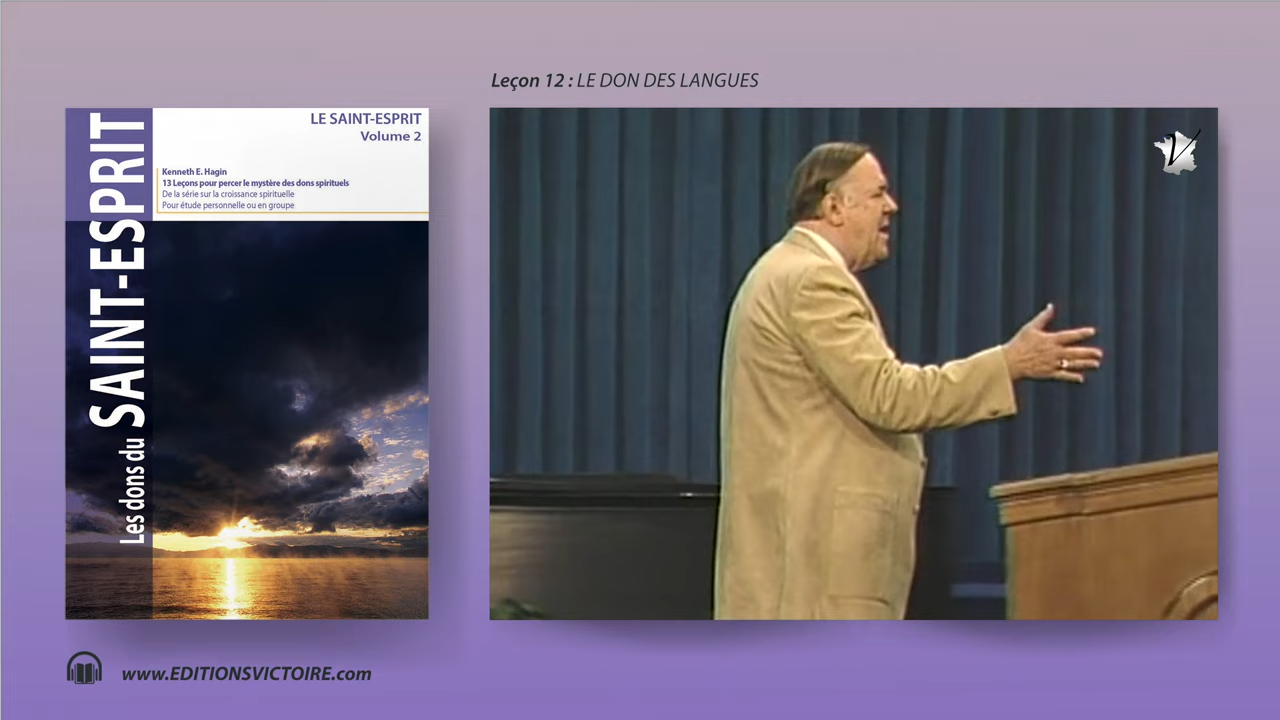 Leçon 12 : LE DON DES LANGUES
LE SAINT-ESPRIT
Volume 2
Kenneth E. Hagin
13 Leçons pour percer le mystère des dons spirituels
De la série sur la croissance spirituelle
Pour étude personnelle ou en groupe
Les dons du SAINT-ESPRIT
V
www.EDITIONSVICTOIRE.com